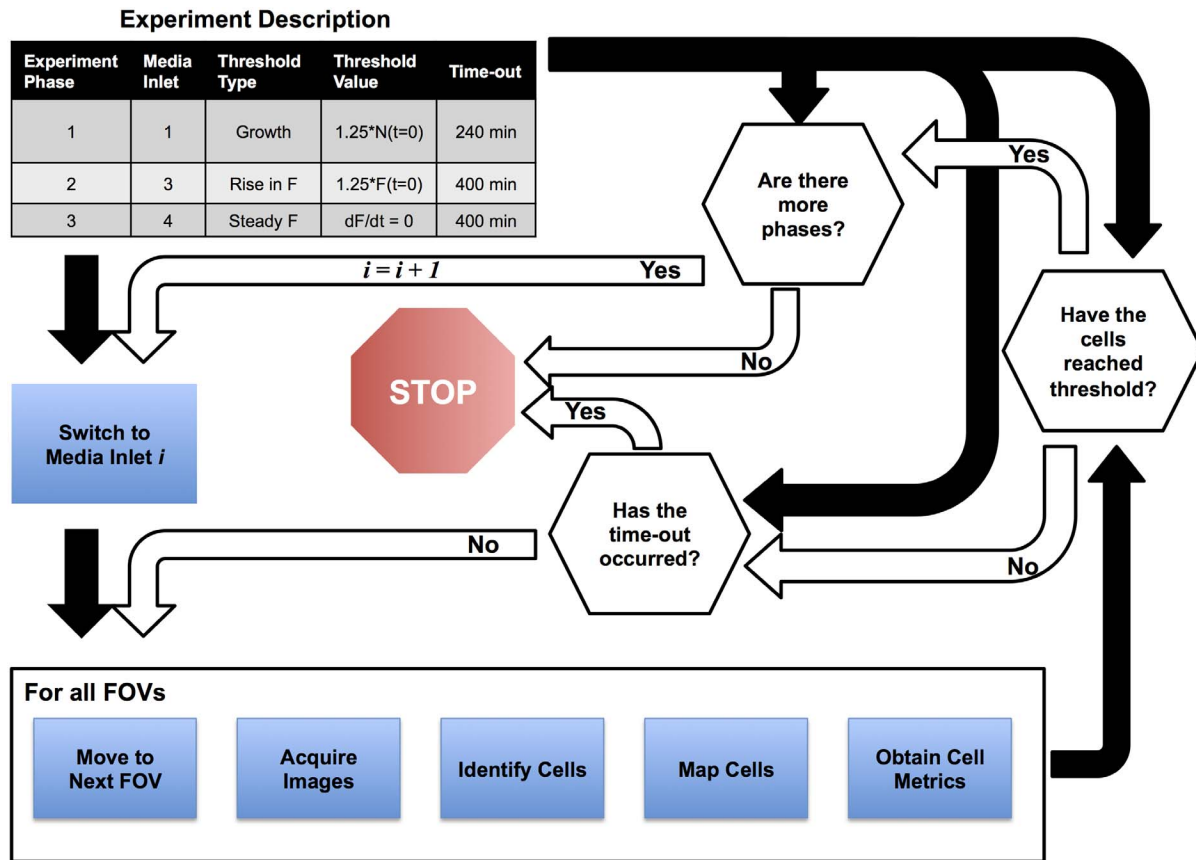 Experiment Description
Experiment Phase Media Inlet Threshold Type Threshold Value Time-out
1 1 Growth 1.25*N(t=0) 240 min
2 3 Rise in F 1.25*F(t=0) 400 min
3 4 Steady F dF/dt = 0 400 min
Are there
more
phases?
Yes
i = i + 1
Yes
No
Have the
cells
reached
threshold?
STOP
Yes
Switch to
Media Inlet i
Has the
time-out
occurred?
No
No
For all FOVs
Move to
Next FOV
Acquire
Images
Identify Cells
Map Cells
Obtain Cell
Metrics